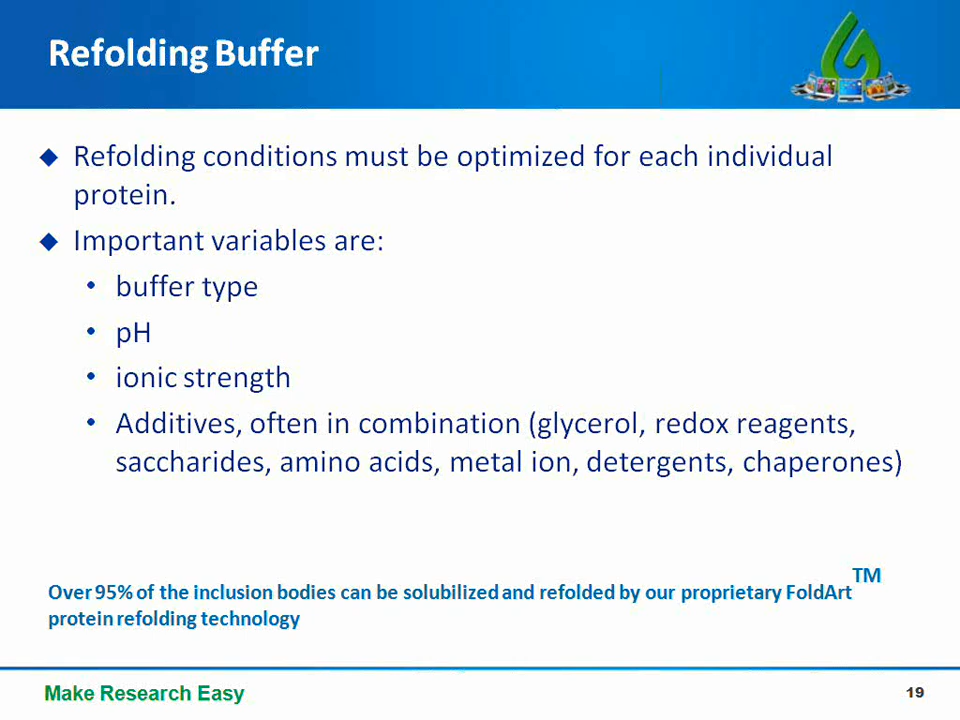 Refolding Buffer
Refolding conditions must be optimized for each individual
protein.
Important variables are:
buffer type
pH
ionic strength
Additives, often in combination (glycerol, redox reagents,
saccharides, amino acids, metal ion, detergents, chaperones)
Over 95% of the inclusion bodies can be solubilized and refolded by our proprietary FoldArt™
protein refolding technology
Make Research Easy
19